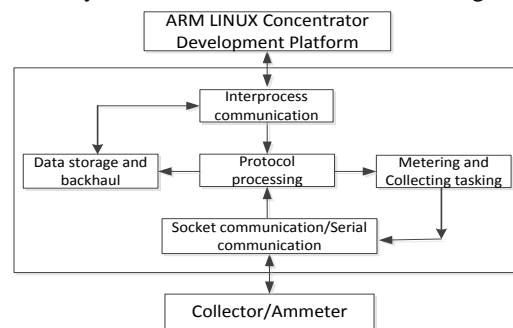 ARM LINUX Concentrator
Development Platform
Interprocess
communication
Data storage and
backhaul
Protocol
processing
Metering and
Collecting tasking
Socket communication/Serial
communication
Collector/Ammeter